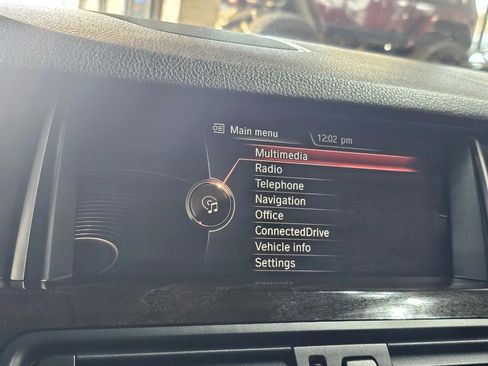 Main menu
12:02 pm
Multimedia
Radio
Telephone
Navigation
Office
ConnectedDrive
Vehicle info
Settings